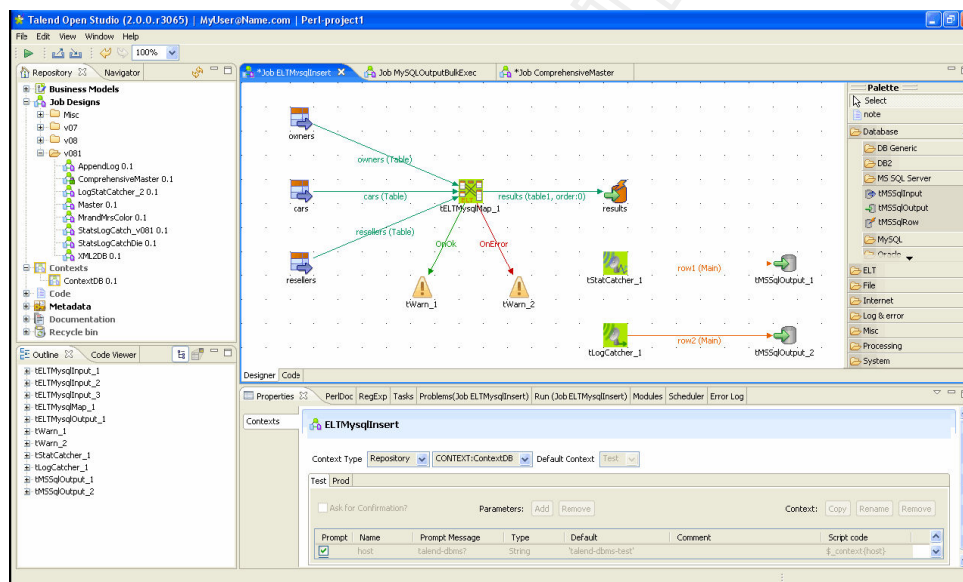 Talend Open Studio (2.0.0.r3065) | MyUser@Name.com | Perl-project1
File Edit View Window Help
100%
Repository Navigator
Business Models
Job Designs
Misc
v07
v08
v081
AppendLog 0.1
ComprehensiveMaster 0.1
LogStatCatcher_2 0.1
Master 0.1
MrandMrsColor 0.1
StatsLogCatch_v081 0.1
StatsLogCatchDie 0.1
XML2DB 0.1
Contexts
ContextDB 0.1
Code
Metadata
Documentation
Recycle bin
Outline Code Viewer
tELTMysqlInput_1
tELTMysqlInput_2
tELTMysqlInput_3
tELTMysqlMap_1
tELTMysqlOutput_1
tWarn_1
tWarn_2
tStatCatcher_1
tLogCatcher_1
tMSSqlOutput_1
tMSSqlOutput_2
*Job ELTMysqlInsert Job MySQLOutputBulkExec *Job ComprehensiveMaster
owners
owners (Table)
cars
cars (Table)
ELT
tELTMysqlMap_1
results (table1, order:0)
results
resellers (Table)
resellers
OnOk
OnError
tWarn_1
tWarn_2
tStatCatcher_1
row1 (Main)
tMSSqlOutput_1
tLogCatcher_1
row2 (Main)
tMSSqlOutput_2
Designer Code
Palette
Select
note
Database
DB Generic
DB2
MS SQL Server
tMSSqlInput
tMSSqlOutput
tMSSqlRow
MySQL
Oracle
ELT
File
Internet
Log & error
Misc
Processing
System
Properties PerlDoc RegExp Tasks Problems(Job ELTMysqlInsert) Run (Job ELTMysqlInsert) Modules Scheduler Error Log
Contexts
ELTMysqlInsert
Context Type Repository CONTEXT:ContextDB Default Context Test
Test Prod
Ask for Confirmation? Parameters: Add Remove Context: Copy Rename Remove
Prompt Name Prompt Message Type Default Comment Script code
host talend-dbms? String 'talend-dbms-test' $_context{host}